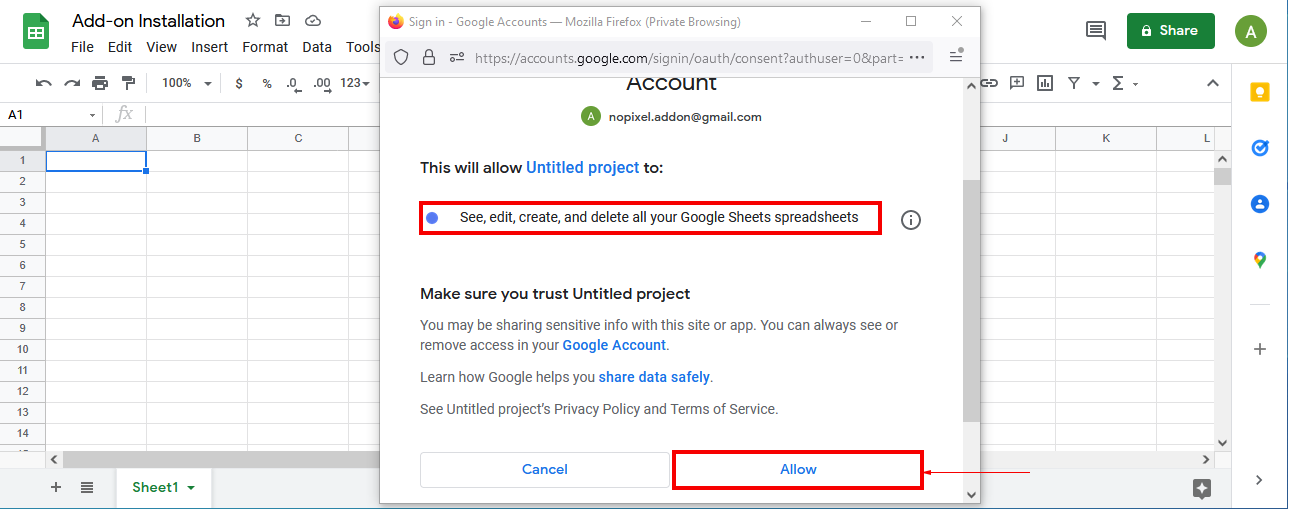 Add-on Installation
Sign in - Google Accounts — Mozilla Firefox (Private Browsing)
Share
A
File Edit View Insert Format Data Tools
https://accounts.google.com/signin/oauth/consent?authuser=0&part=
100% $ % .0 .00 123
A1
fx
Account
A nopixel.addon@gmail.com
A B C J K L
1
2
3
4
5
6
7
8
9
10
11
12
13
14
This will allow Untitled project to:
See, edit, create, and delete all your Google Sheets spreadsheets
Make sure you trust Untitled project
You may be sharing sensitive info with this site or app. You can always see or
remove access in your Google Account.
Learn how Google helps you share data safely.
See Untitled project's Privacy Policy and Terms of Service.
Cancel Allow
Sheet1